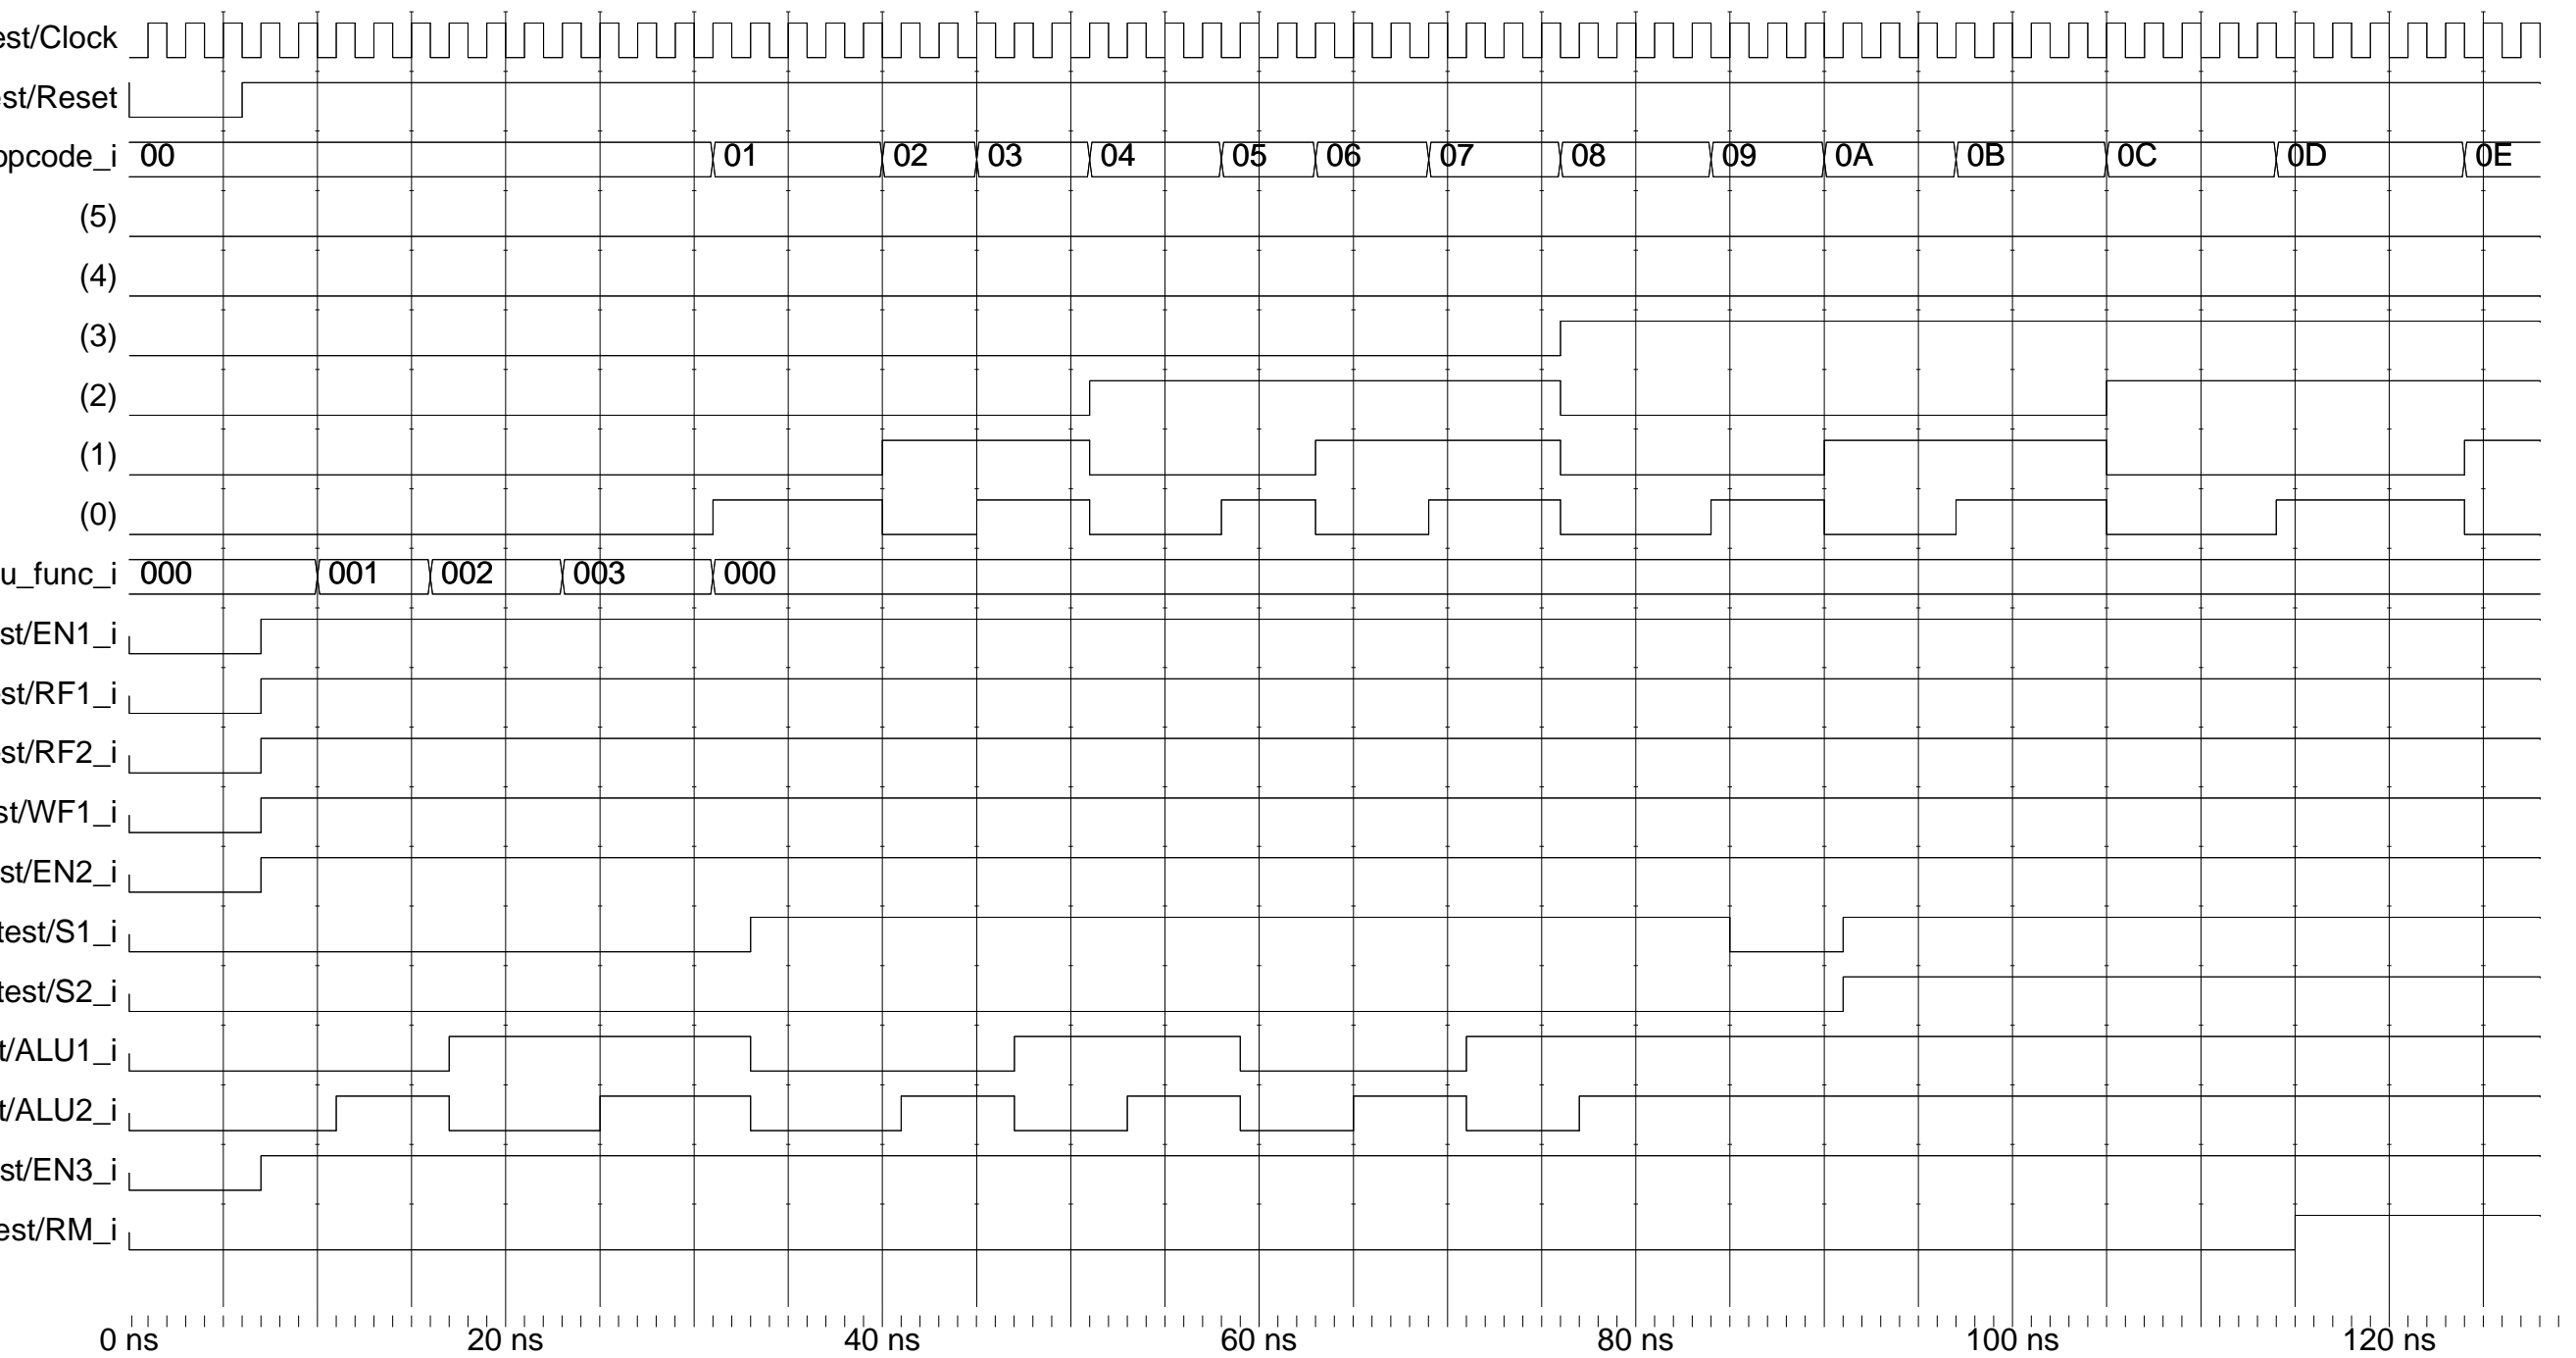 est/Clock
est/Reset
opcode_i 00 01 02 03 04 05 06 07 08 09 0A 0B 0C 0D 0E
(5)
(4)
(3)
(2)
(1)
(0)
u_func_i 000 001 002 003 000
st/EN1_i
est/RF1_i
est/RF2_i
st/WF1_i
st/EN2_i
test/S1_i
test/S2_i
t/ALU1_i
t/ALU2_i
st/EN3_i
est/RM_i
0 ns 20 ns 40 ns 60 ns 80 ns 100 ns 120 ns